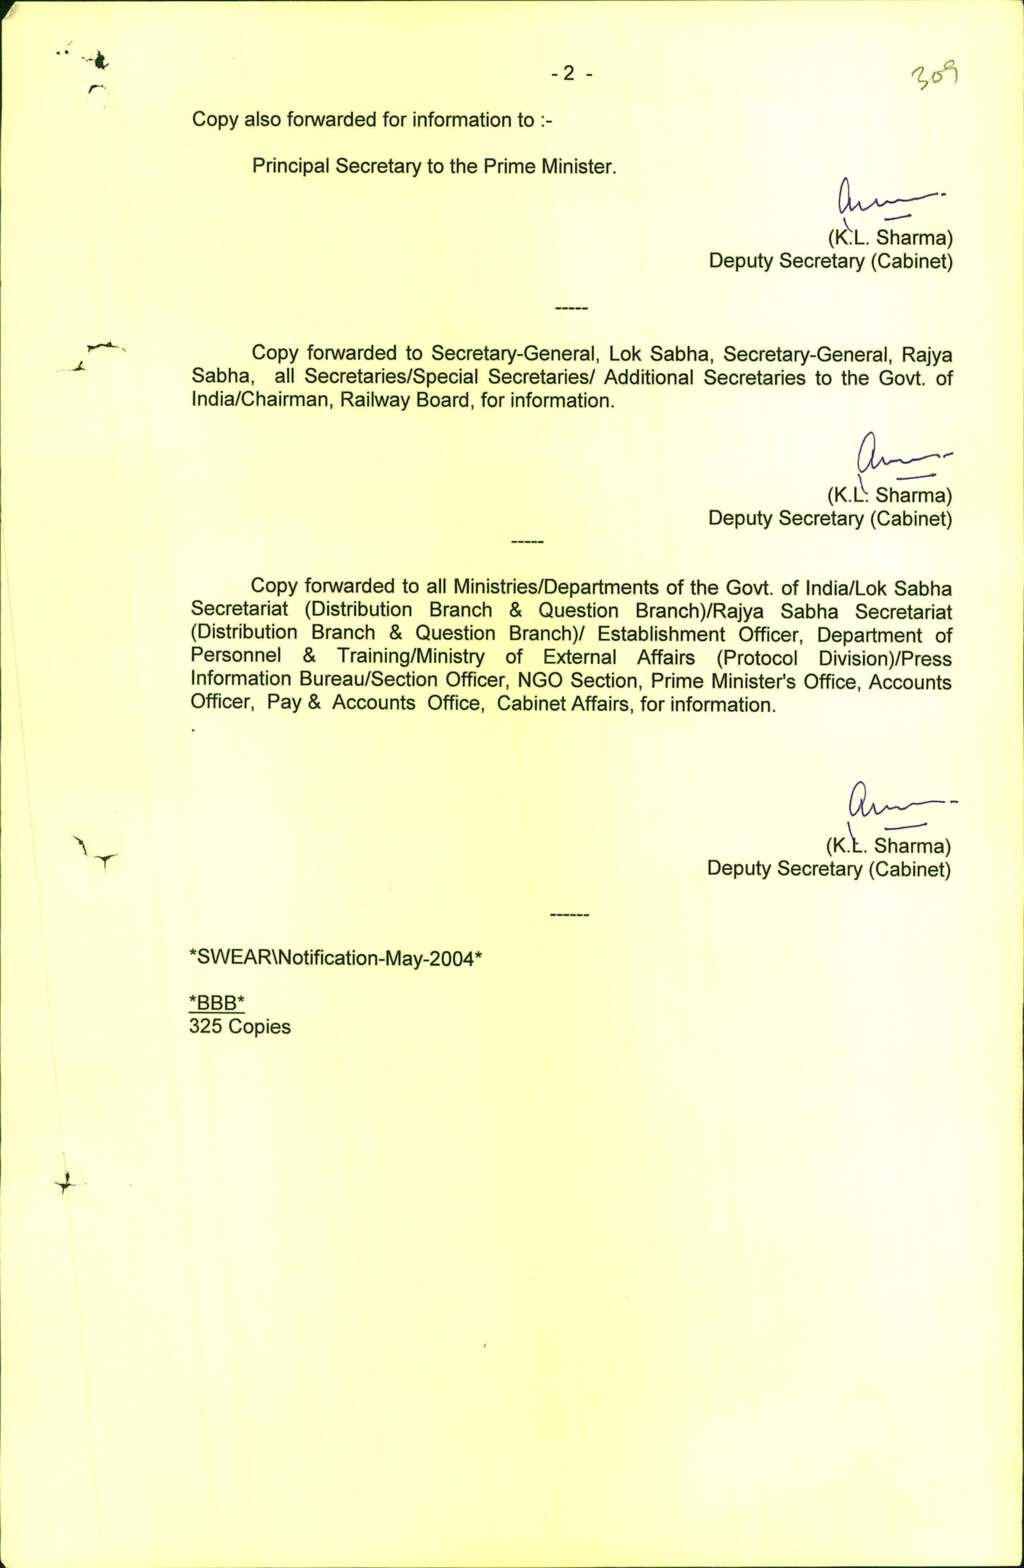 - 2 -
309
Copy also forwarded for information to :-
Principal Secretary to the Prime Minister.
(K.L. Sharma)
Deputy Secretary (Cabinet)
-----
Copy forwarded to Secretary-General, Lok Sabha, Secretary-General, Rajya
Sabha, all Secretaries/Special Secretaries/ Additional Secretaries to the Govt. of
India/Chairman, Railway Board, for information.
(K.L. Sharma)
Deputy Secretary (Cabinet)
-----
Copy forwarded to all Ministries/Departments of the Govt. of India/Lok Sabha
Secretariat (Distribution Branch & Question Branch)/Rajya Sabha Secretariat
(Distribution Branch & Question Branch)/ Establishment Officer, Department of
Personnel & Training/Ministry of External Affairs (Protocol Division)/Press
Information Bureau/Section Officer, NGO Section, Prime Minister's Office, Accounts
Officer, Pay & Accounts Office, Cabinet Affairs, for information.
(K.L. Sharma)
Deputy Secretary (Cabinet)
------
*SWEAR\Notification-May-2004*
*BBB*
325 Copies